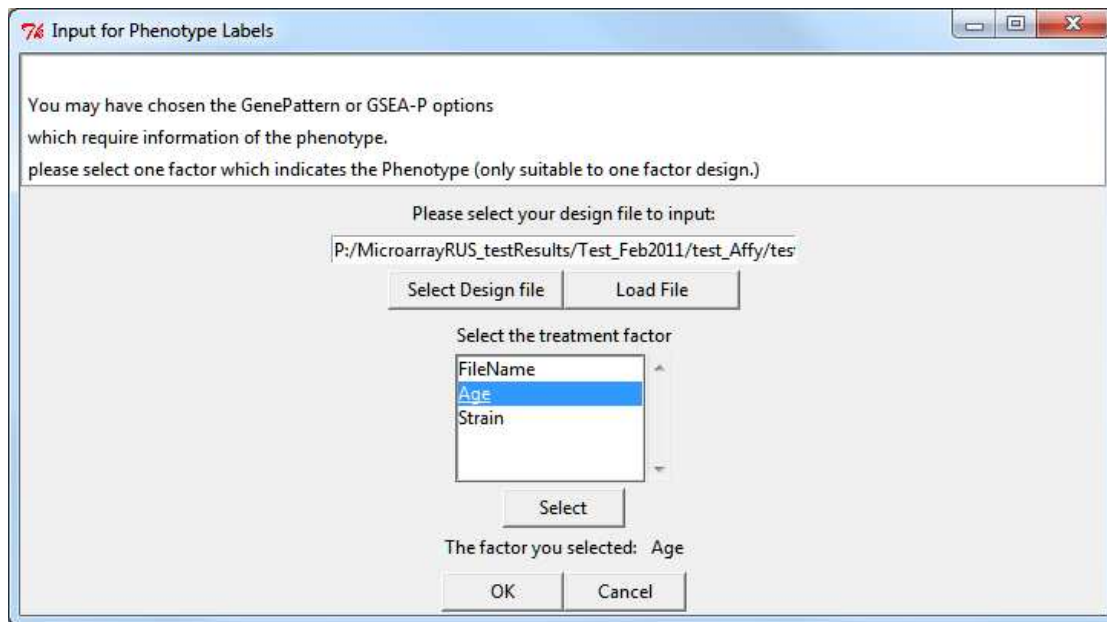 Input for Phenotype Labels
You may have chosen the GenePattern or GSEA-P options
which require information of the phenotype.
please select one factor which indicates the Phenotype (only suitable to one factor design.)
Please select your design file to input:
P:/MicroarrayRUS_testResults/Test_Feb2011/test_Affy/tes
Select Design file Load File
Select the treatment factor
FileName
Age
Strain
Select
The factor you selected: Age
OK Cancel